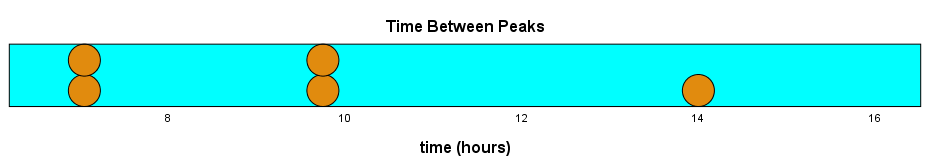 Time Between Peaks
8 10 12 14 16
time (hours)